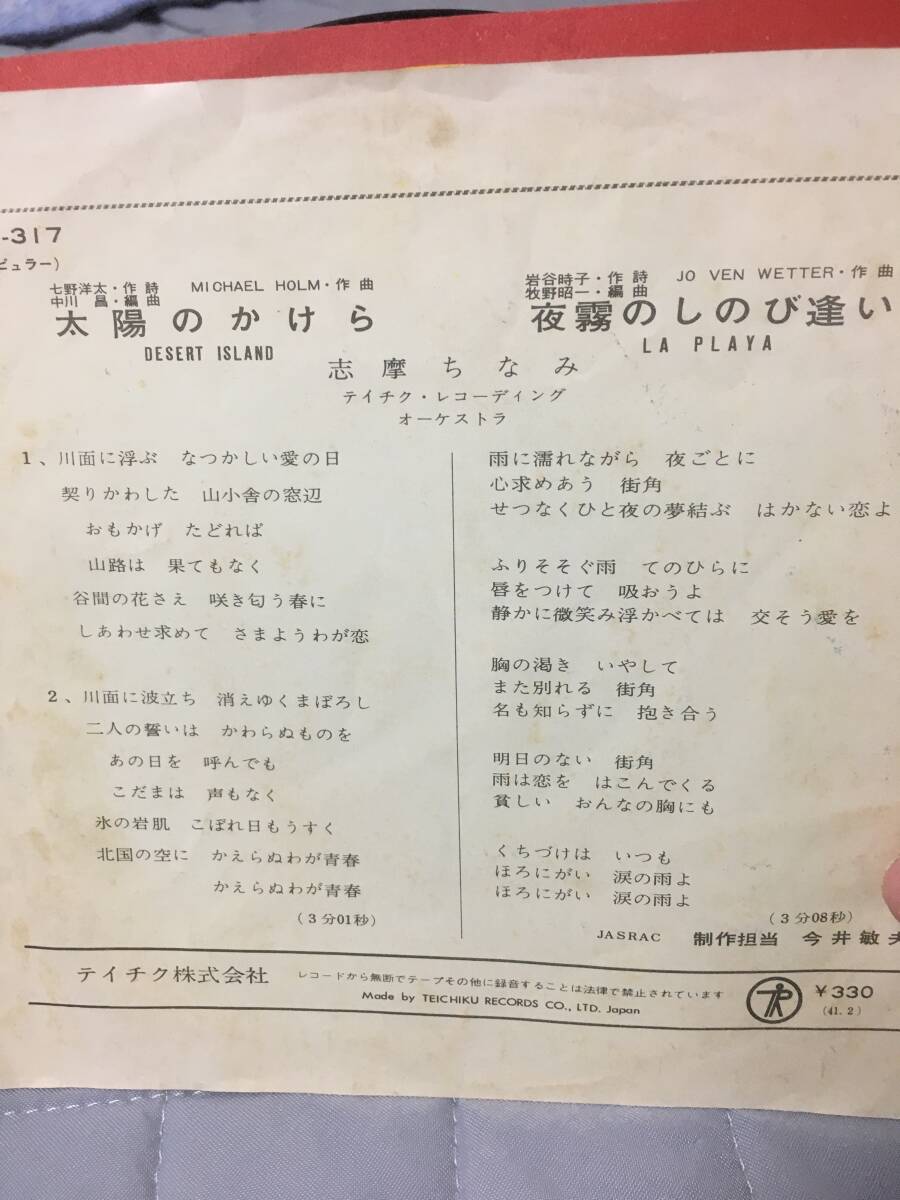 -317
ピュラー)
七野洋太・作詩 MICHAEL HOLM・作曲
中川 昌・編曲
太陽のかけら
DESERT ISLAND
岩谷時子・作詩 JO VEN WETTER・作曲
牧野昭一・編曲
夜霧のしのび逢い
LA PLAYA
志摩ちなみ
テイチク・レコーディング
オーケストラ
1、川面に浮ぶ なつかしい愛の日
契りかわした 山小舎の窓辺
おもかげ たどれば
山路は 果てもなく
谷間の花さえ 咲き匂う春に
しあわせ求めて さまようわが恋
2、川面に波立ち 消えゆくまぼろし
二人の誓いは かわらぬものを
あの日を 呼んでも
こだまは 声もなく
氷の岩肌 こぼれ日もうすく
北国の空に かえらぬわが青春
かえらぬわが青春
(3分01秒)
雨に濡れながら 夜ごとに
心求めあう 街角
せつなくひと夜の夢結ぶ はかない恋よ
ふりそそぐ雨 てのひらに
唇をつけて 吸おうよ
静かに微笑み浮かべては 交そう愛を
胸の渇き いやして
また別れる 街角
名も知らずに 抱き合う
明日のない 街角
雨は恋を はこんでくる
貧しい おんなの胸にも
くちづけは いつも
ほろにがい 涙の雨よ
ほろにがい 涙の雨よ
(3分08秒)
JASRAC 制作担当 今井敏夫
テイチク株式会社
レコードから無断でテープその他に録音することは法律で禁止されています
Made by TEICHIKU RECORDS CO., LTD. Japan
¥330
(41.2)